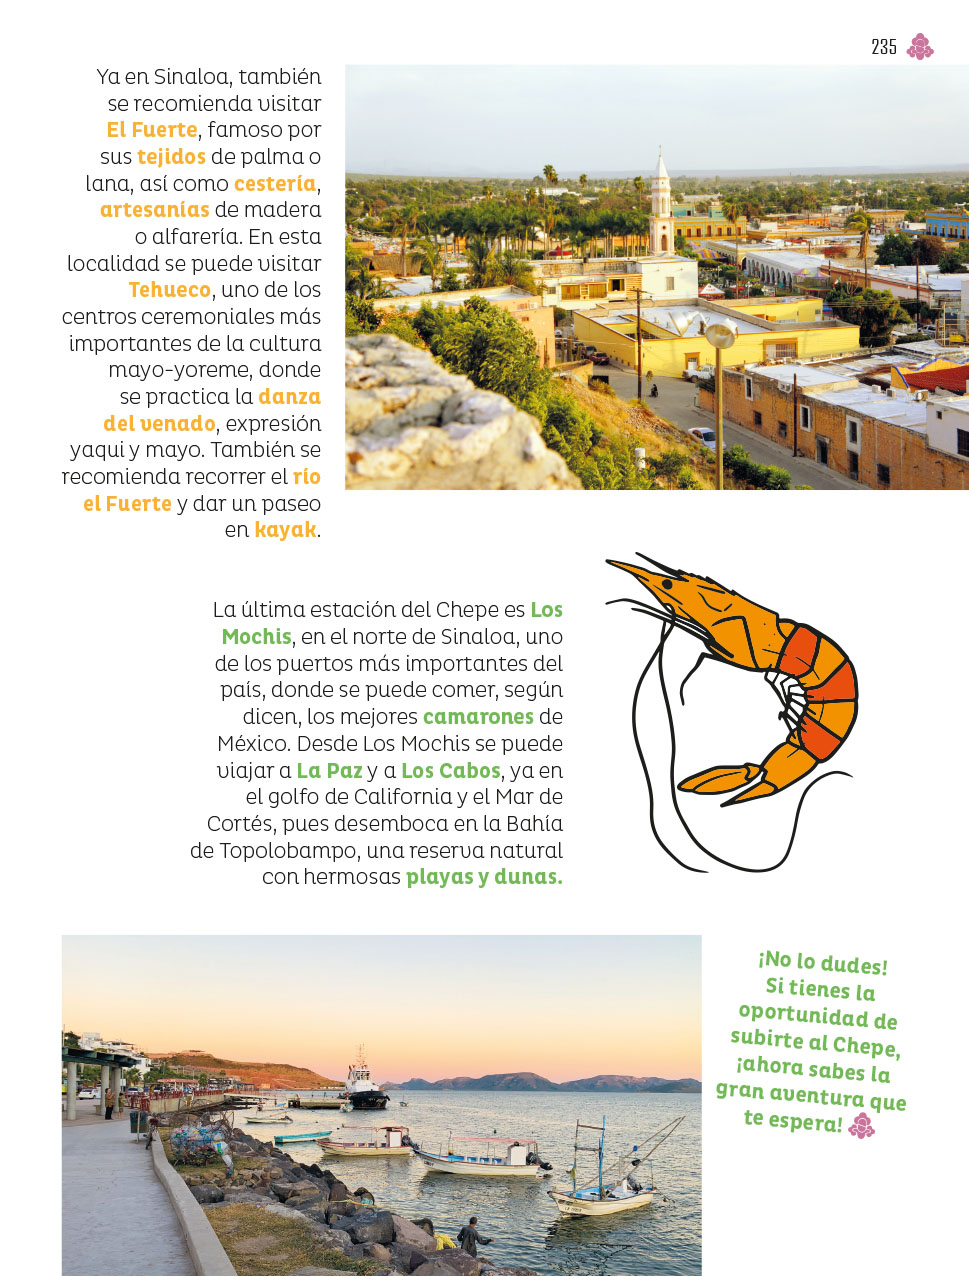 235
Ya en Sinaloa, también
se recomienda visitar
El Fuerte, famoso por
sus tejidos de palma o
lana, así como cestería,
artesanías de madera
o alfarería. En esta
localidad se puede visitar
Tehueco, uno de los
centros ceremoniales más
importantes de la cultura
mayo-yoreme, donde
se practica la danza
del venado, expresión
yaqui y mayo. También se
recomienda recorrer el río
el Fuerte y dar un paseo
en kayak.
La última estación del Chepe es Los
Mochis, en el norte de Sinaloa, uno
de los puertos más importantes del
país, donde se puede comer, según
dicen, los mejores camarones de
México. Desde Los Mochis se puede
viajar a La Paz y a Los Cabos, ya en
el golfo de California y el Mar de
Cortés, pues desemboca en la Bahía
de Topolobampo, una reserva natural
con hermosas playas y dunas.
¡No lo dudes!
Si tienes la
oportunidad de
subirte al Chepe,
¡ahora sabes la
gran aventura que
te espera!